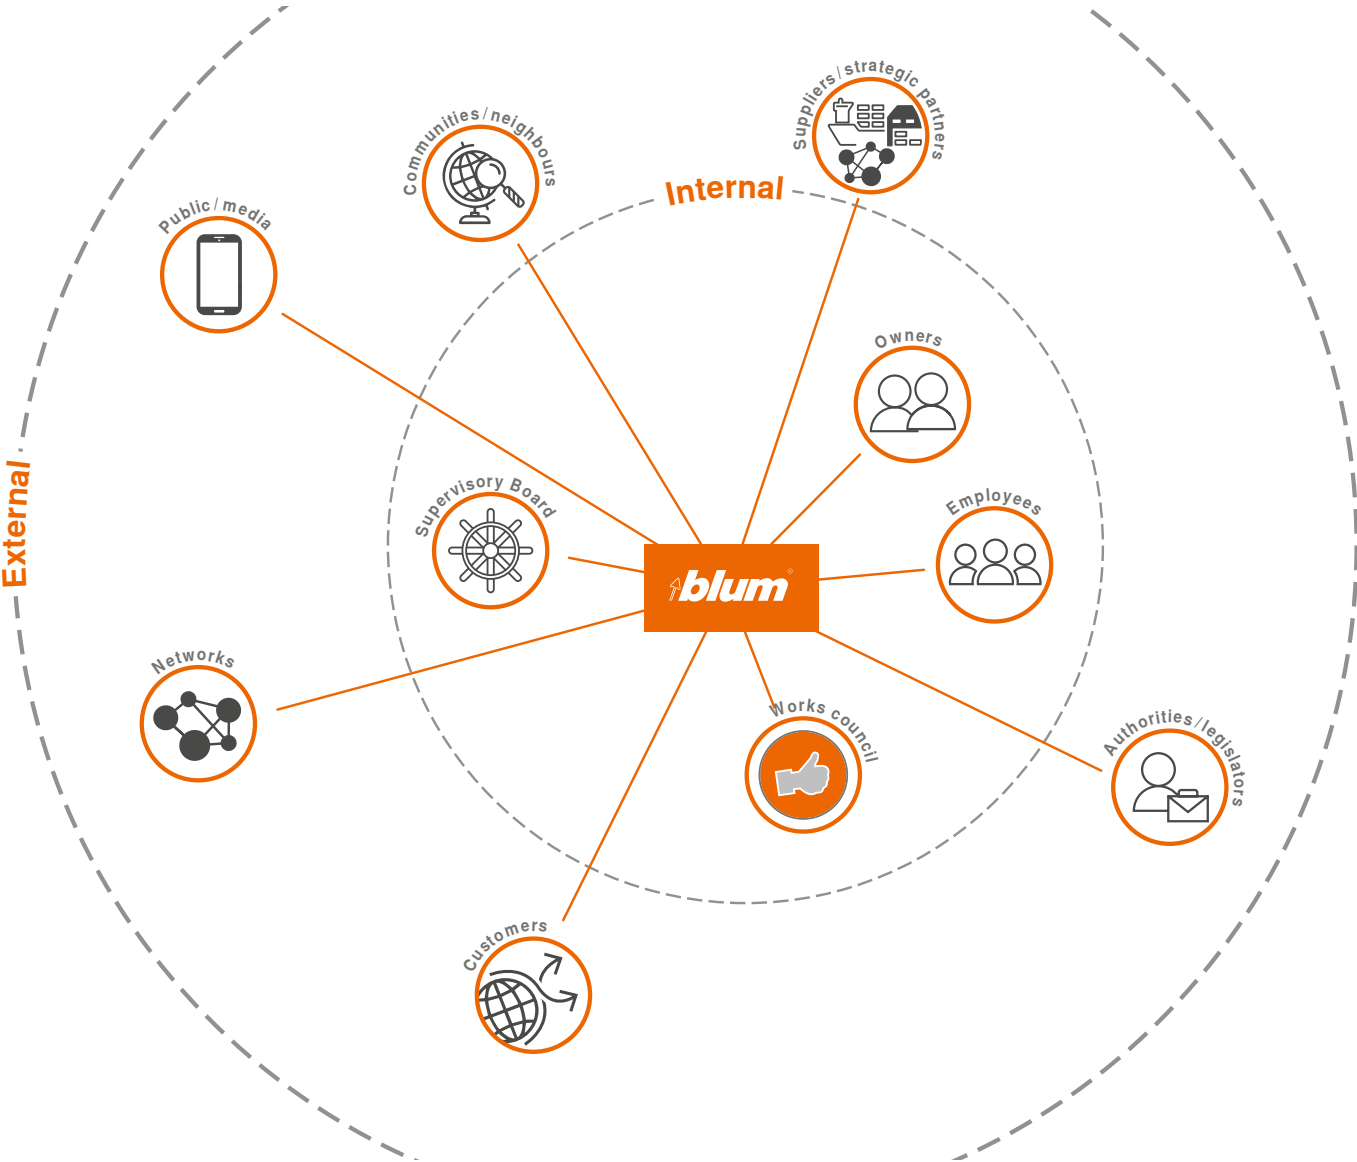 Suppliers/strategic partners
Communities/neighbours
Internal
Public/media
Owners
External
Supervisory Board
Employees
blum®
Networks
Works council
Authorities/legislators
Customers